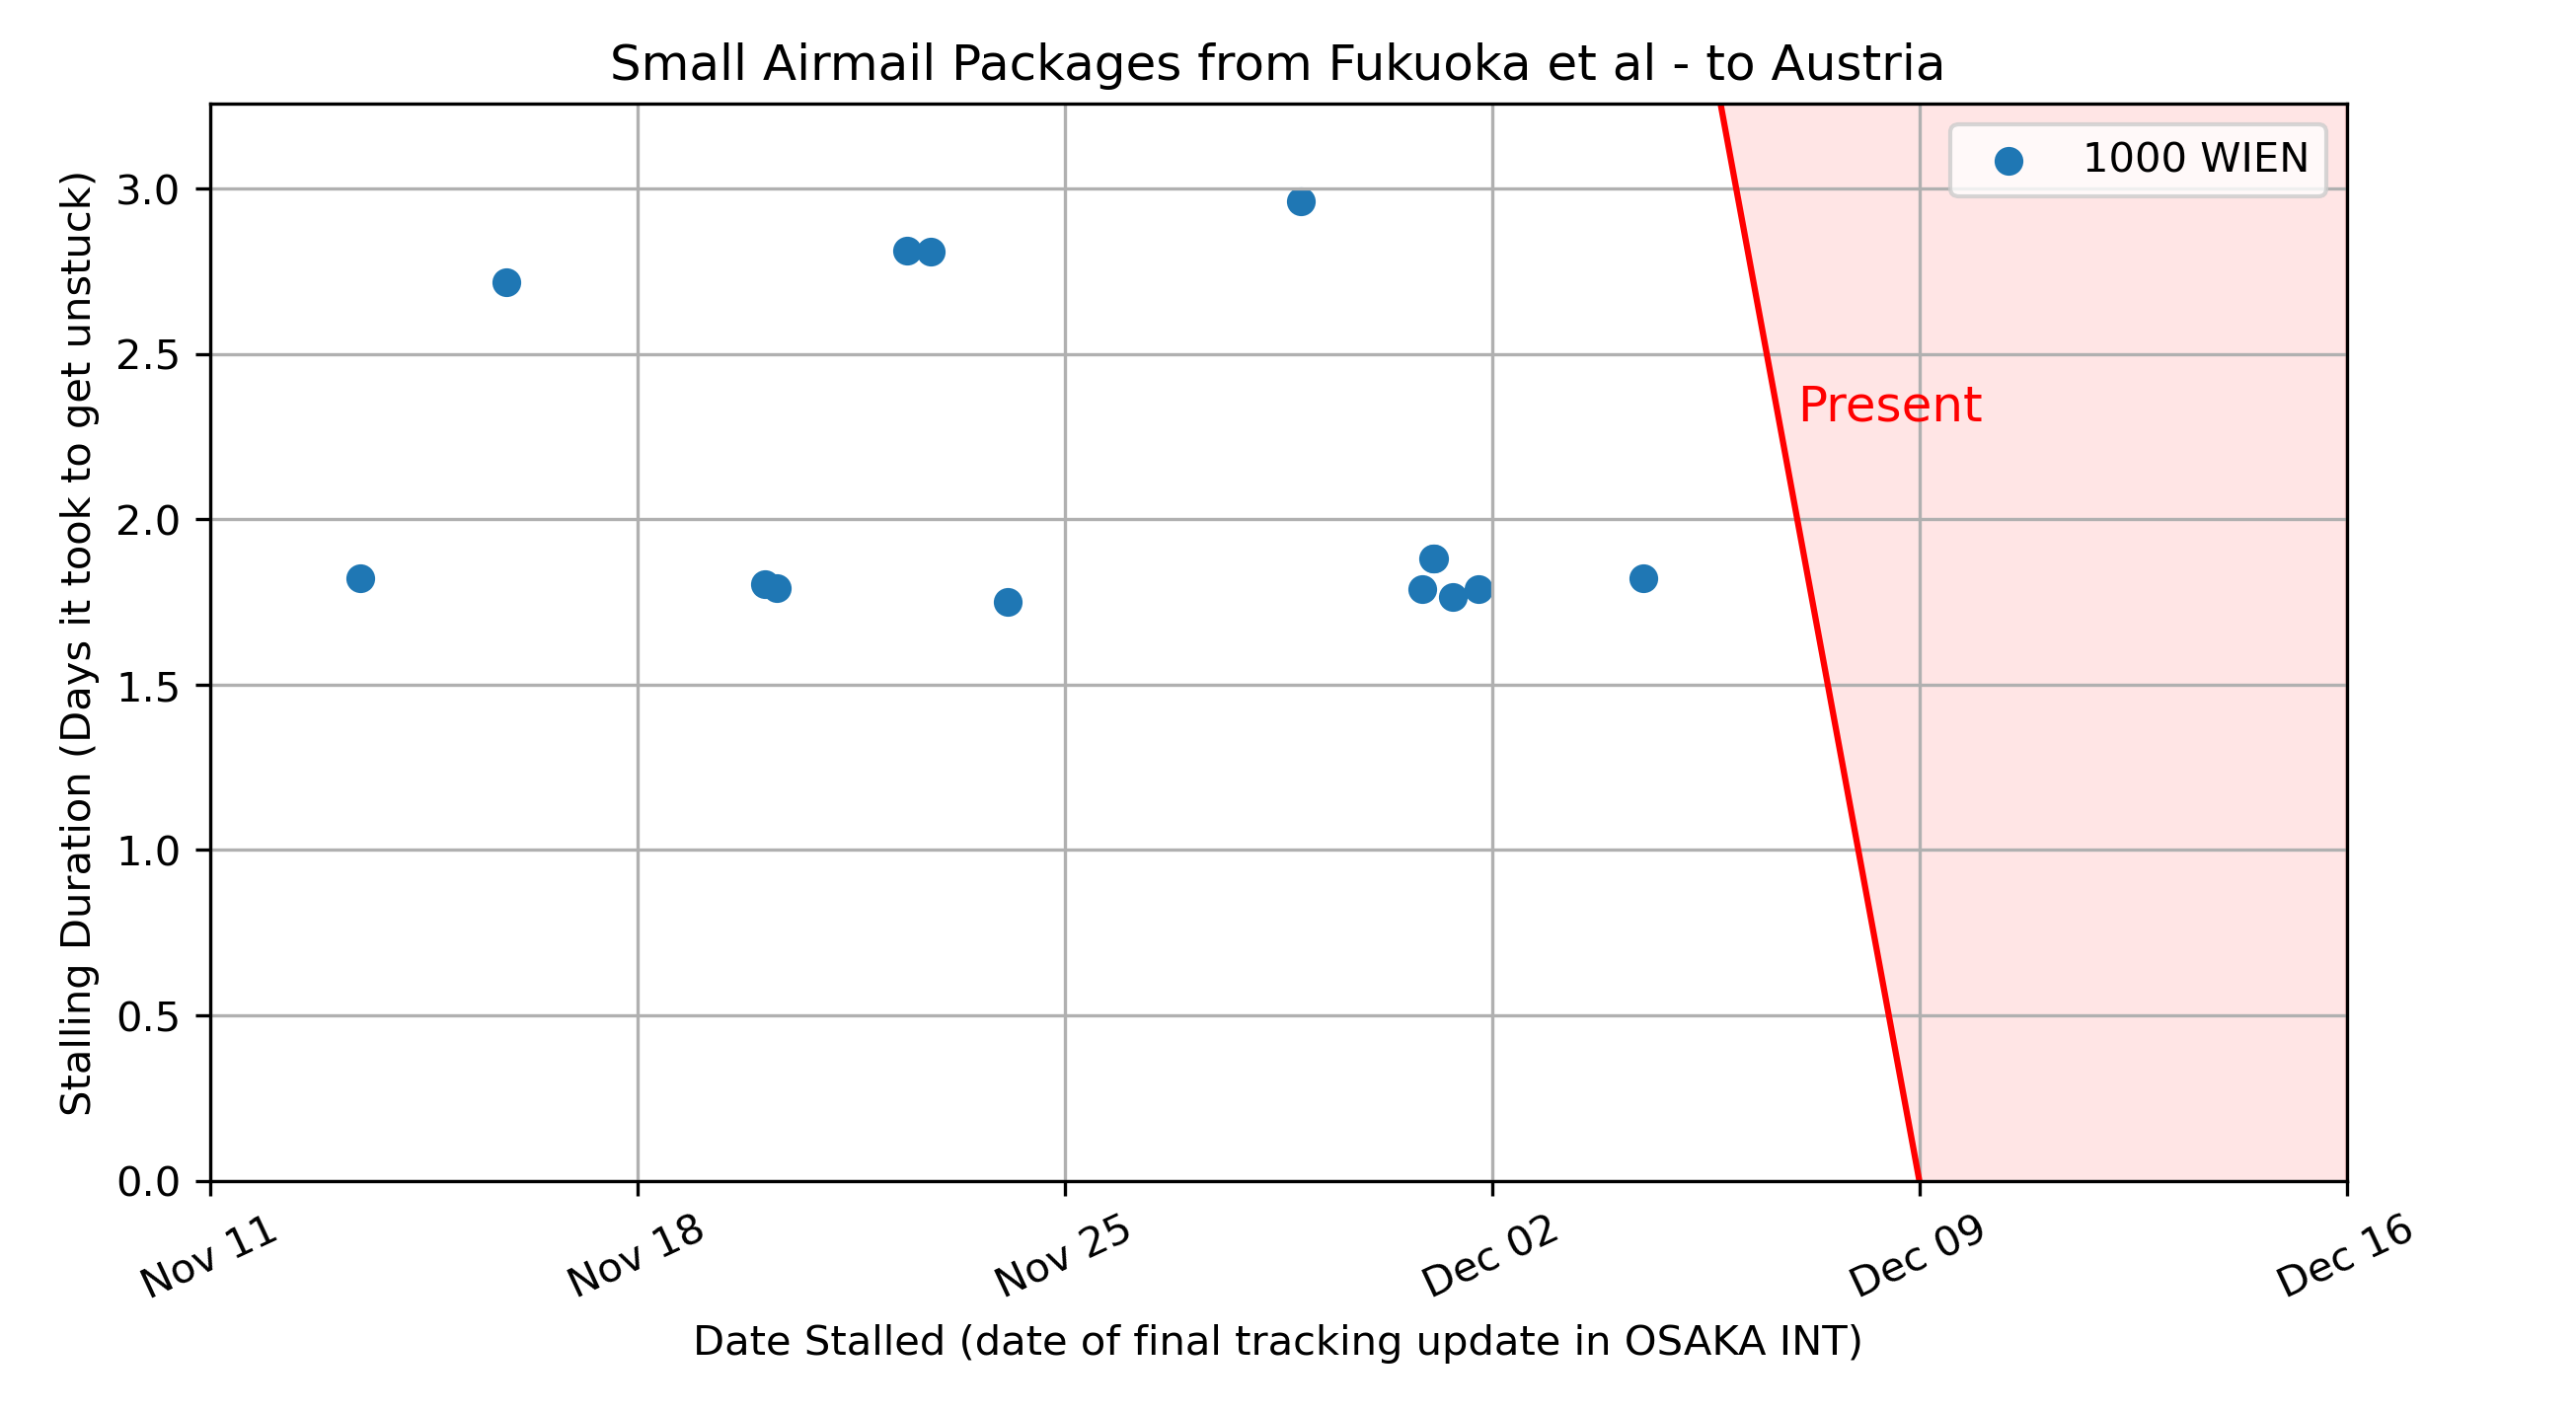 Small Airmail Packages from Fukuoka et al - to Austria
1000 WIEN
Present
Stalling Duration (Days it took to get unstuck)
3.0
2.5
2.0
1.5
1.0
0.5
0.0
Nov 11
Nov 18
Nov 25
Dec 02
Dec 09
Dec 16
Date Stalled (date of final tracking update in OSAKA INT)